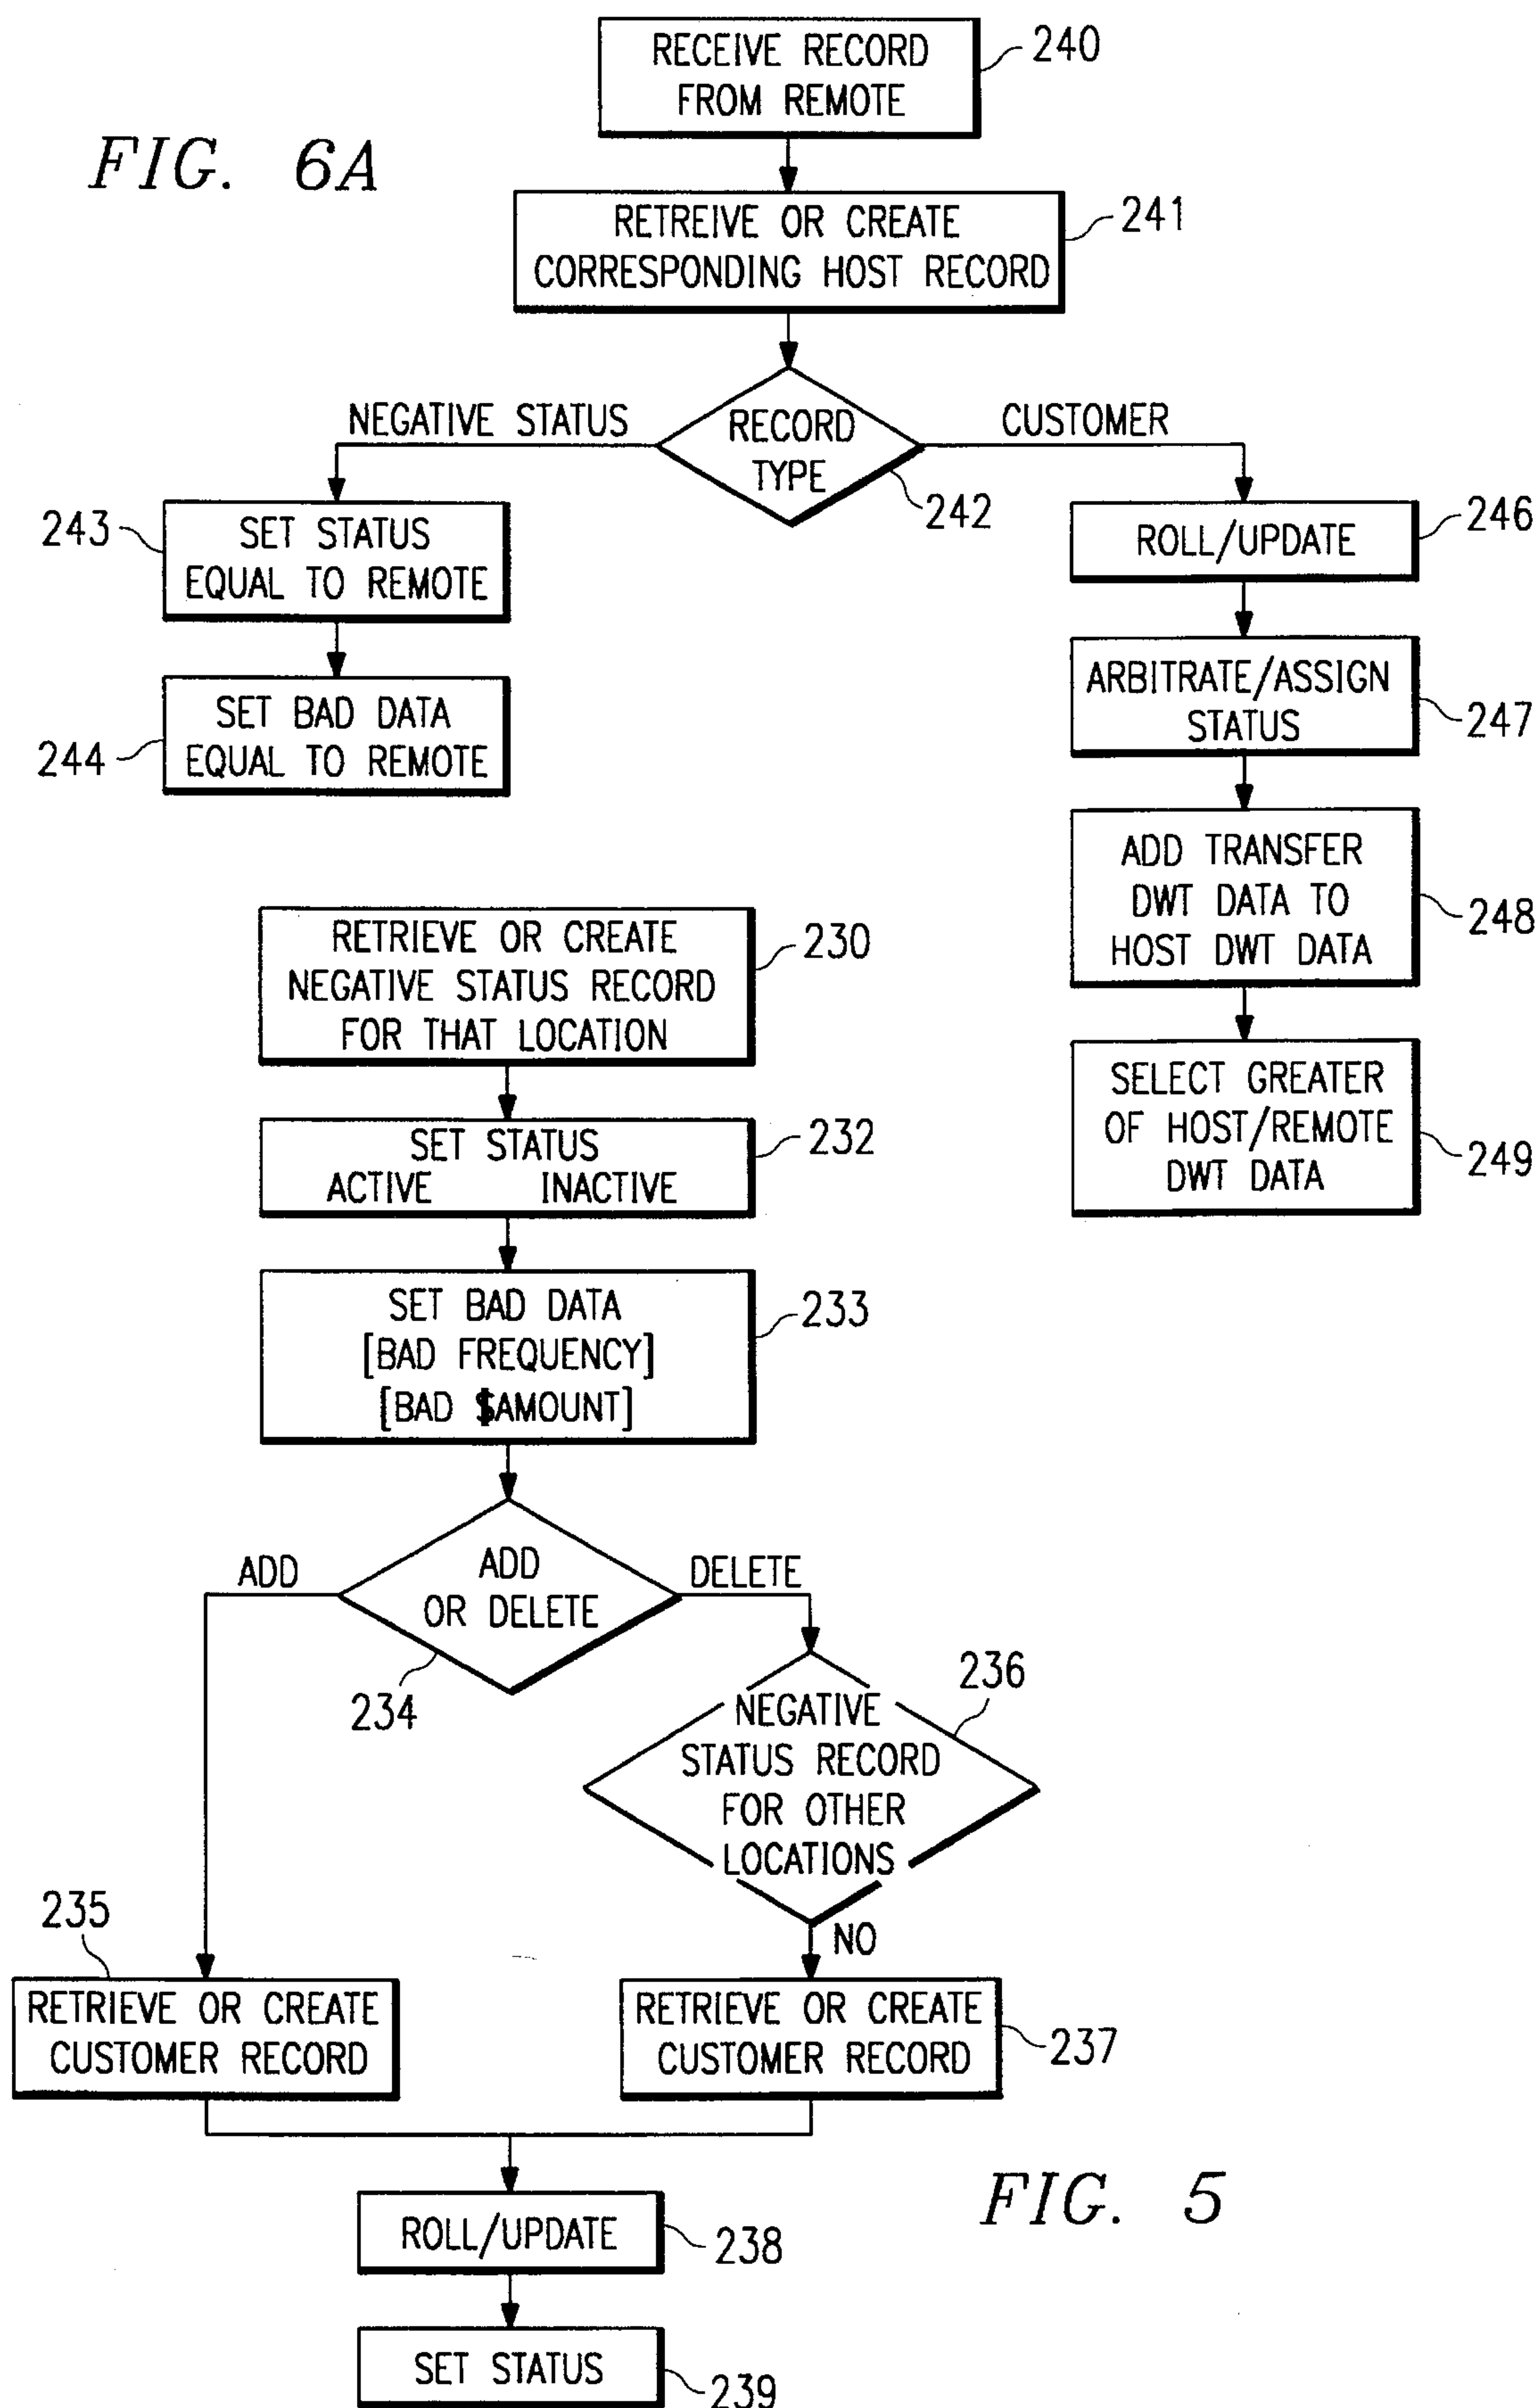 FIG. 6A
RECEIVE RECORD
FROM REMOTE
240
RETREIVE OR CREATE
CORRESPONDING HOST RECORD
241
NEGATIVE STATUS
RECORD
TYPE
CUSTOMER
242
243
SET STATUS
EQUAL TO REMOTE
244
SET BAD DATA
EQUAL TO REMOTE
ROLL/UPDATE
246
ARBITRATE/ASSIGN
STATUS
247
ADD TRANSFER
DWT DATA TO
HOST DWT DATA
248
SELECT GREATER
OF HOST/REMOTE
DWT DATA
249
RETRIEVE OR CREATE
NEGATIVE STATUS RECORD
FOR THAT LOCATION
230
SET STATUS
ACTIVE INACTIVE
232
SET BAD DATA
[BAD FREQUENCY]
[BAD $AMOUNT]
233
ADD
ADD
OR DELETE
DELETE
234
236
NEGATIVE
STATUS RECORD
FOR OTHER
LOCATIONS
NO
235
RETRIEVE OR CREATE
CUSTOMER RECORD
RETRIEVE OR CREATE
CUSTOMER RECORD
237
ROLL/UPDATE
238
SET STATUS
239
FIG. 5